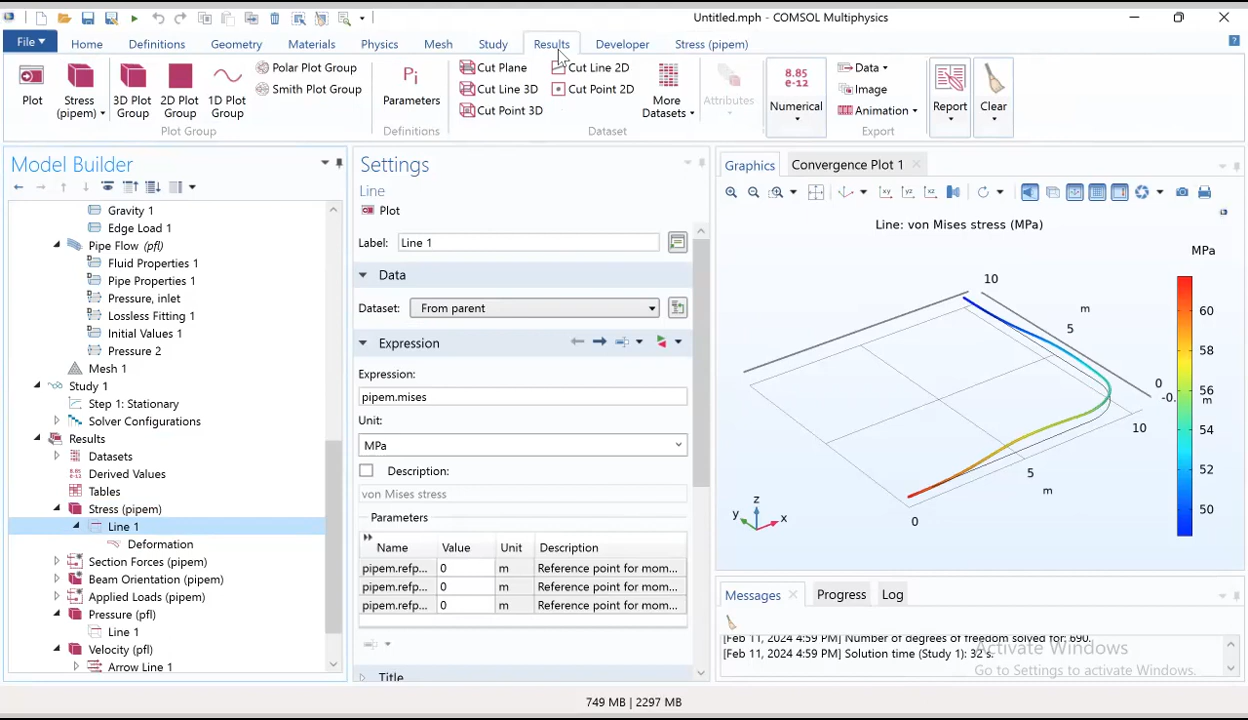 Untitled.mph - COMSOL Multiphysics
File Home Definitions Geometry Materials Physics Mesh Study Results Developer Stress (pipem)
Plot
Stress (pipem)
3D Plot Group
2D Plot Group
1D Plot Group
Polar Plot Group
Smith Plot Group
Plot Group
Pi
Parameters
Definitions
Cut Plane
Cut Line 3D
Cut Point 3D
Cut Line 2D
Cut Point 2D
More Datasets
Dataset
Attributes
8.85
e-12
Numerical
Data
Image
Animation
Export
Report
Clear
Model Builder
Gravity 1
Edge Load 1
Pipe Flow (pfl)
Fluid Properties 1
Pipe Properties 1
Pressure, inlet
Lossless Fitting 1
Initial Values 1
Pressure 2
Mesh 1
Study 1
Step 1: Stationary
Solver Configurations
Results
Datasets
8.85
e-12
Derived Values
Tables
Stress (pipem)
Line 1
Deformation
Section Forces (pipem)
Beam Orientation (pipem)
Applied Loads (pipem)
Pressure (pfl)
Line 1
Velocity (pfl)
Arrow Line 1
Settings
Line
Plot
Label: Line 1
Data
Dataset: From parent
Expression
Expression:
pipem.mises
Unit:
MPa
Description:
von Mises stress
Parameters
Name Value Unit Description
pipem.refp... 0 m Reference point for mom...
pipem.refp... 0 m Reference point for mom...
pipem.refp... 0 m Reference point for mom...
Title
Graphics Convergence Plot 1
xy yz xz
Line: von Mises stress (MPa)
MPa
10
m
5
0
-0.
m
10
5
m
0
z
y
x
60
58
56
54
52
50
Messages Progress Log
[Feb 11, 2024 4:59 PM] Number of degrees of freedom solved for: 690.
[Feb 11, 2024 4:59 PM] Solution time (Study 1): 32 s.
Activate Windows
Go to Settings to activate Windows.
749 MB | 2297 MB